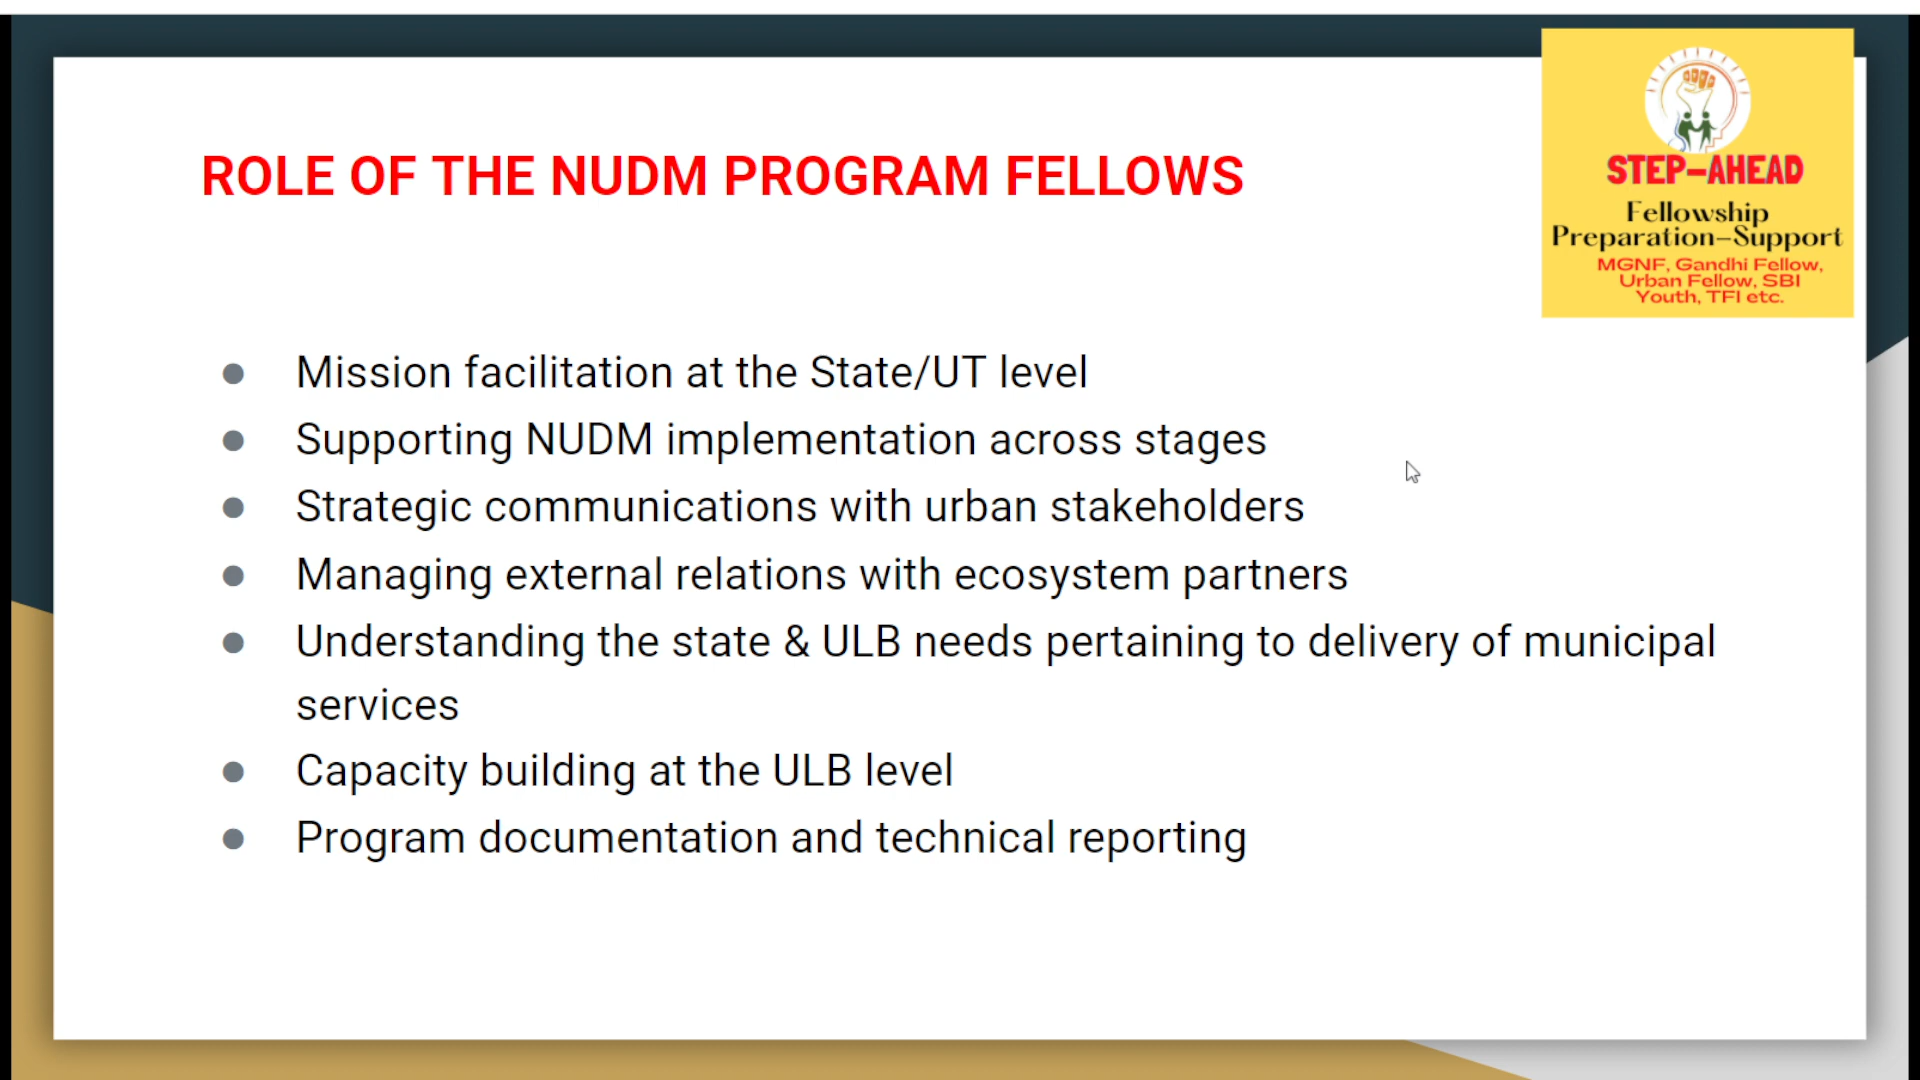 ROLE OF THE NUDM PROGRAM FELLOWS
STEP-AHEAD
Fellowship
Preparation-Support
MGNF, Gandhi Fellow,
Urban Fellow, SBI
Youth, TFI etc.
● Mission facilitation at the State/UT level
● Supporting NUDM implementation across stages
● Strategic communications with urban stakeholders
● Managing external relations with ecosystem partners
● Understanding the state & ULB needs pertaining to delivery of municipal
services
● Capacity building at the ULB level
● Program documentation and technical reporting